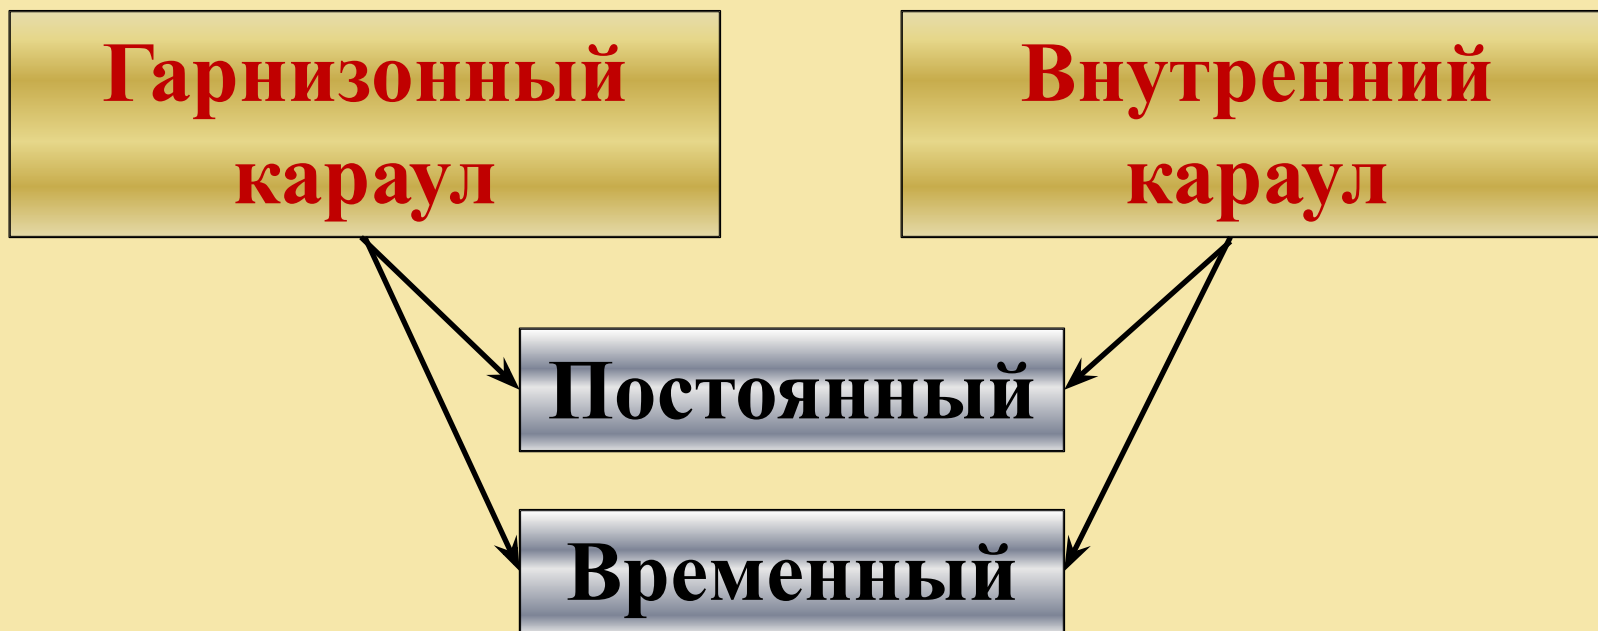 Гарнизонный
караул
Внутренний
караул
Постоянный
Временный